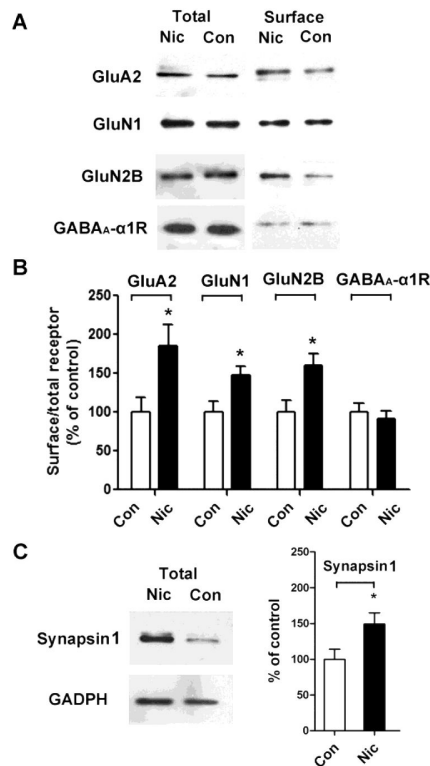 A
Total Surface
Nic Con Nic Con
GluA2
GluN1
GluN2B
GABAA-α1R
B
GluA2 GluN1 GluN2B GABAA-α1R
Surface/total receptor
(% of control)
250
200
150
100
50
0
* * *
Con Nic Con Nic Con Nic Con Nic
C
Total
Nic Con
Synapsin1
GADPH
Synapsin1
% of control
250
200
150
100
50
0
*
Con Nic